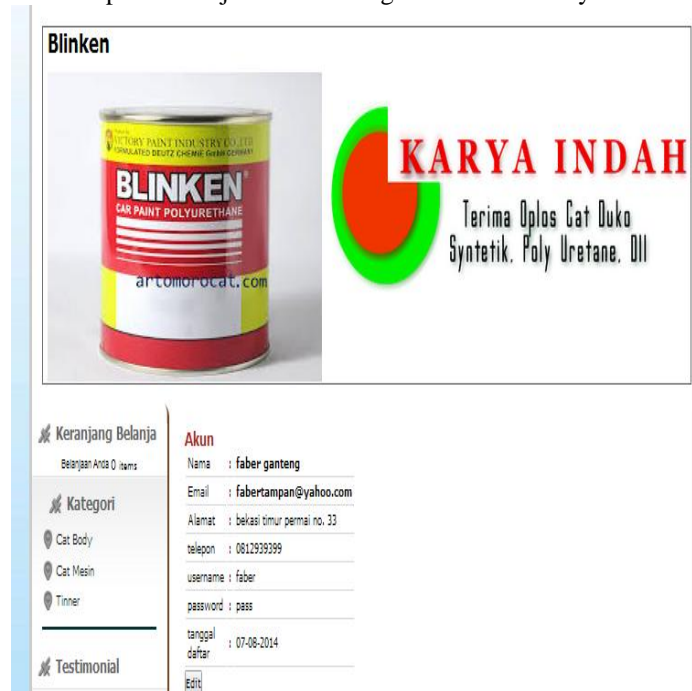 Blinken
VICTORY PAINT INDUSTRY CO.,LTD
FORMULATED DEUTZ CHEMIE GmbH GERMANY
BLINKEN®
CAR PAINT POLYURETHANE
artomorocat.com
KARYA INDAH
Terima Oplos Cat Duko
Syntetik, Poly Uretane, Dll
Keranjang Belanja
Belanjaan Anda 0 items
Kategori
Cat Body
Cat Mesin
Tinner
Testimonial
Akun
Nama : faber ganteng
Email : fabertampan@yahoo.com
Alamat : bekasi timur permai no. 33
telepon : 0812939399
username : faber
password : pass
tanggal
daftar : 07-08-2014
Edit